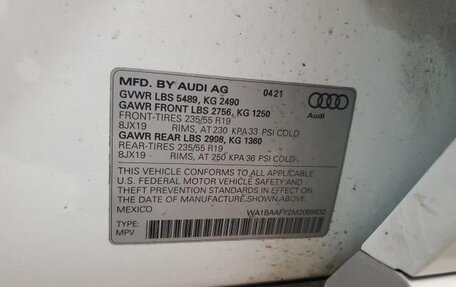 MFD. BY AUDI AG 04 21
GVWR LBS 5489, KG 2490
GAWR FRONT LBS 2756, KG 1250
FRONT-TIRES 235/55 R19
8JX19 RIMS, AT 230 KPA 33 PSI COLD
GAWR REAR LBS 2998, KG 1360
REAR-TIRES 235/55 R19
8JX19 RIMS, AT 250 KPA 36 PSI COLD
Audi
THIS VEHICLE CONFORMS TO ALL APPLICABLE
U.S. FEDERAL MOTOR VEHICLE SAFETY AND
THEFT PREVENTION STANDARDS IN EFFECT ON
THE DATE OF MANUFACTURE SHOWN ABOVE.
MEXICO
TYPE:
MPV